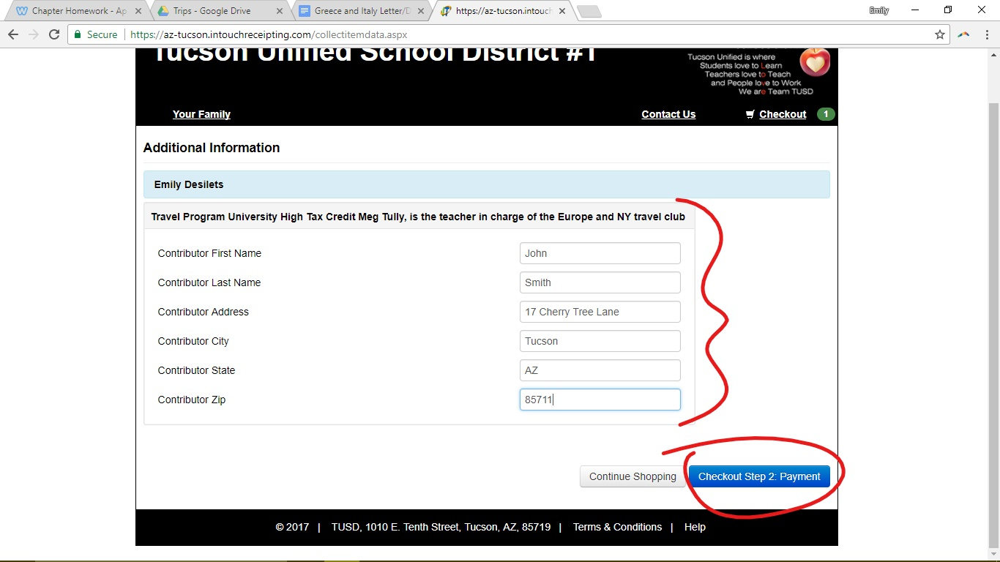 Chapter Homework - Ap
Trips - Google Drive
Greece and Italy Letter/D
https://az-tucson.intouch
Emily
Secure | https://az-tucson.intouchreceipting.com/collectitemdata.aspx
Tucson Unified School District #1
Tucson Unified is where
Students love to Learn
Teachers love to Teach
and People love to Work
We are Team TUSD
Your Family
Contact Us
Checkout 1
Additional Information
Emily Desilets
Travel Program University High Tax Credit Meg Tully, is the teacher in charge of the Europe and NY travel club
Contributor First Name John
Contributor Last Name Smith
Contributor Address 17 Cherry Tree Lane
Contributor City Tucson
Contributor State AZ
Contributor Zip 85711
Continue Shopping
Checkout Step 2: Payment
© 2017 | TUSD, 1010 E. Tenth Street, Tucson, AZ, 85719 | Terms & Conditions | Help